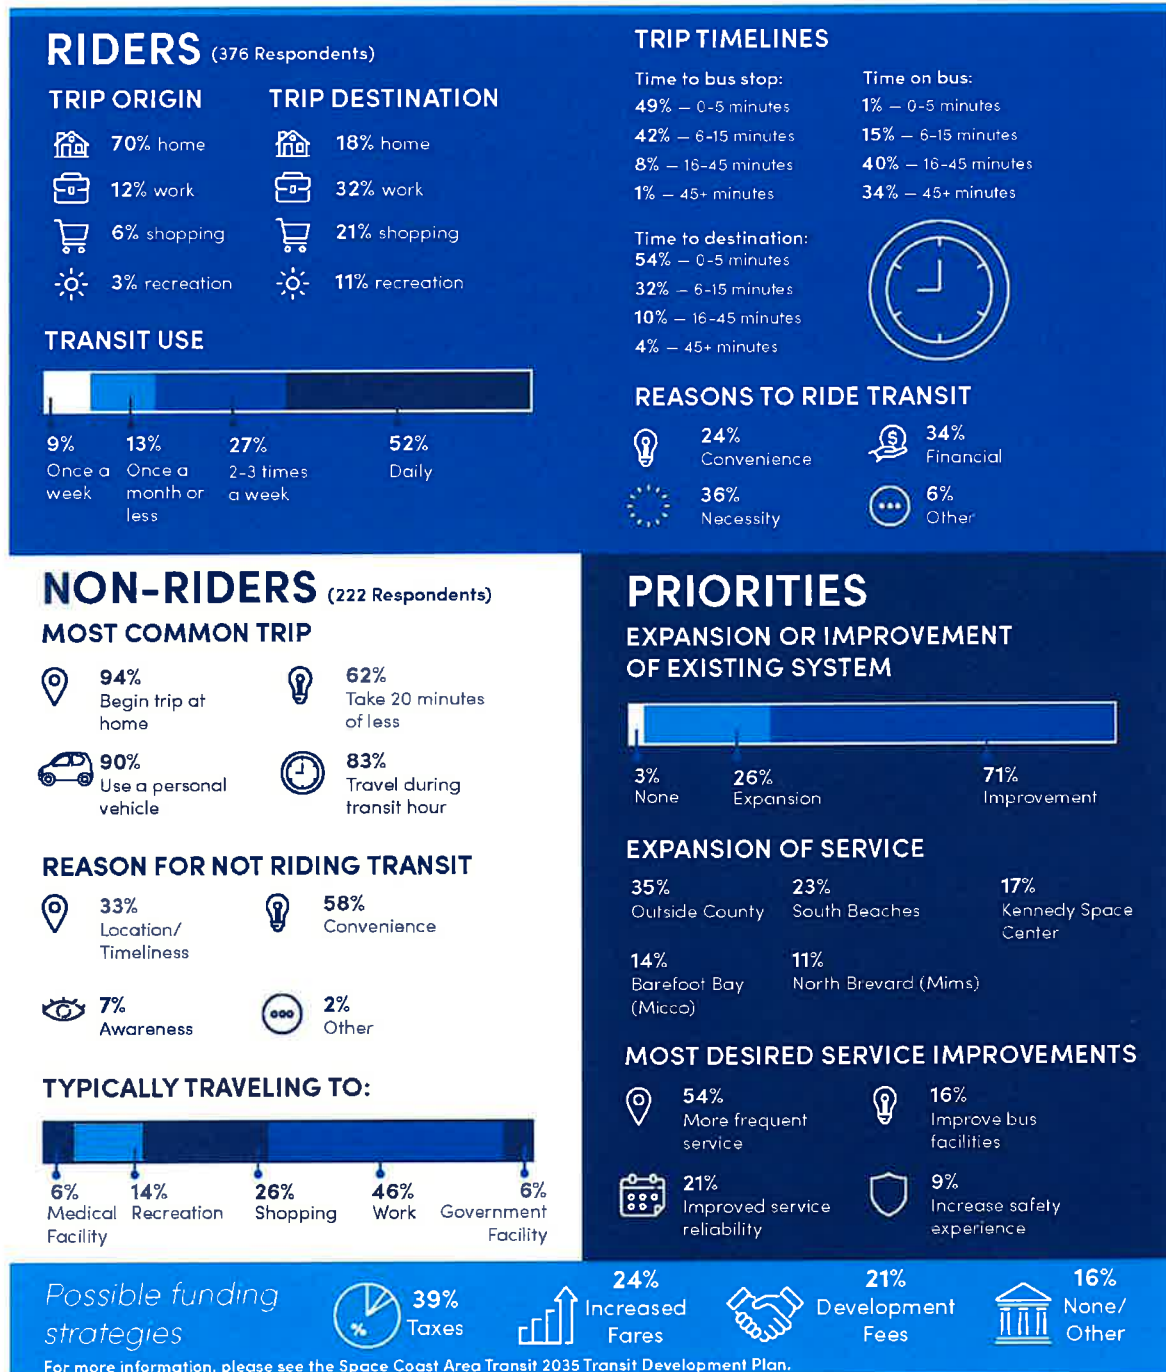 RIDERS (376 Respondents)
TRIP ORIGIN
70% home
12% work
6% shopping
3% recreation
TRIP DESTINATION
18% home
32% work
21% shopping
11% recreation
TRANSIT USE
9%
Once a
week
13%
Once a
month or
less
27%
2-3 times
a week
52%
Daily
TRIP TIMELINES
Time to bus stop:
49% – 0-5 minutes
42% – 6-15 minutes
8% – 16-45 minutes
1% – 45+ minutes
Time on bus:
1% – 0-5 minutes
15% – 6-15 minutes
40% – 16-45 minutes
34% – 45+ minutes
Time to destination:
54% – 0-5 minutes
32% – 6-15 minutes
10% – 16-45 minutes
4% – 45+ minutes
REASONS TO RIDE TRANSIT
24%
Convenience
34%
Financial
36%
Necessity
6%
Other
NON-RIDERS (222 Respondents)
MOST COMMON TRIP
94%
Begin trip at
home
62%
Take 20 minutes
of less
90%
Use a personal
vehicle
83%
Travel during
transit hour
REASON FOR NOT RIDING TRANSIT
33%
Location/
Timeliness
58%
Convenience
7%
Awareness
2%
Other
TYPICALLY TRAVELING TO:
6%
Medical
Facility
14%
Recreation
26%
Shopping
46%
Work
6%
Government
Facility
PRIORITIES
EXPANSION OR IMPROVEMENT
OF EXISTING SYSTEM
3%
None
26%
Expansion
71%
Improvement
EXPANSION OF SERVICE
35%
Outside County
23%
South Beaches
17%
Kennedy Space
Center
14%
Barefoot Bay
(Micco)
11%
North Brevard (Mims)
MOST DESIRED SERVICE IMPROVEMENTS
54%
More frequent
service
16%
Improve bus
facilities
21%
Improved service
reliability
9%
Increase safety
experience
Possible funding
strategies
%
39%
Taxes
24%
Increased
Fares
21%
Development
Fees
16%
None/
Other
For more information, please see the Space Coast Area Transit 2035 Transit Development Plan.